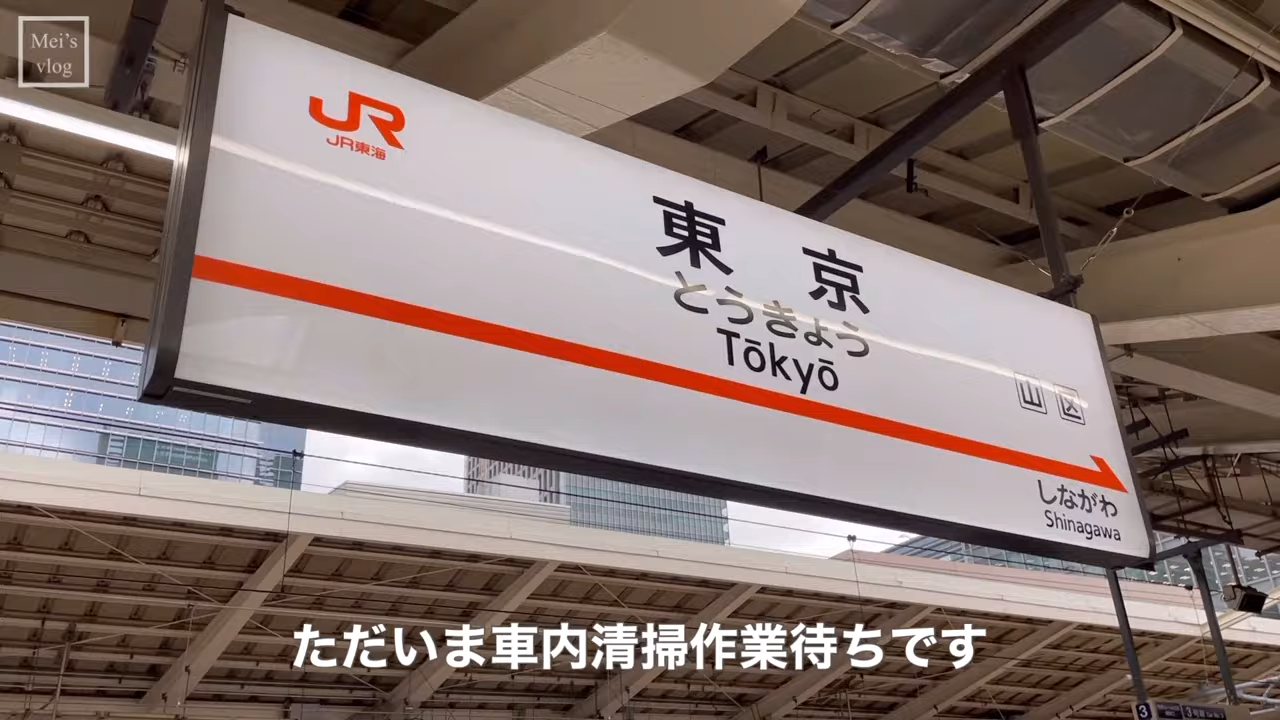 Mei's
vlog
JR
JR東海
東京
とうきょう
Tōkyō
山区
しながわ
Shinagawa
ただいま車内清掃作業待ちです
3
3